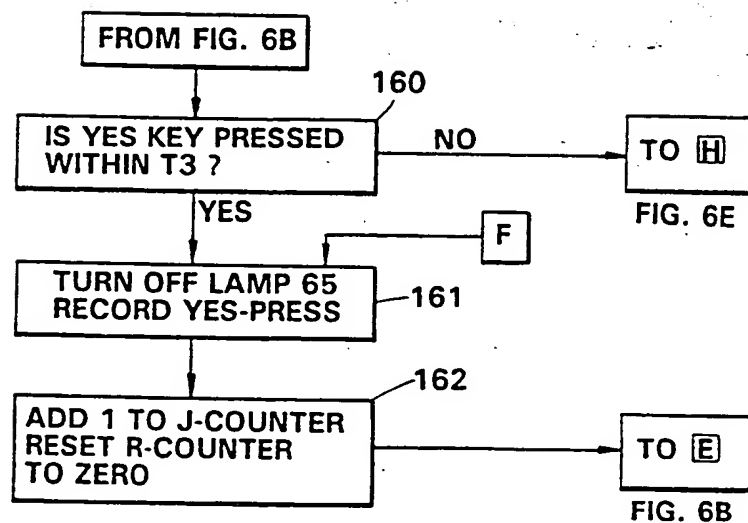 FROM FIG. 6B
160
IS YES KEY PRESSED
WITHIN T3 ?
NO
TO H
FIG. 6E
YES
F
TURN OFF LAMP 65
RECORD YES-PRESS
161
162
ADD 1 TO J-COUNTER
RESET R-COUNTER
TO ZERO
TO E
FIG. 6B